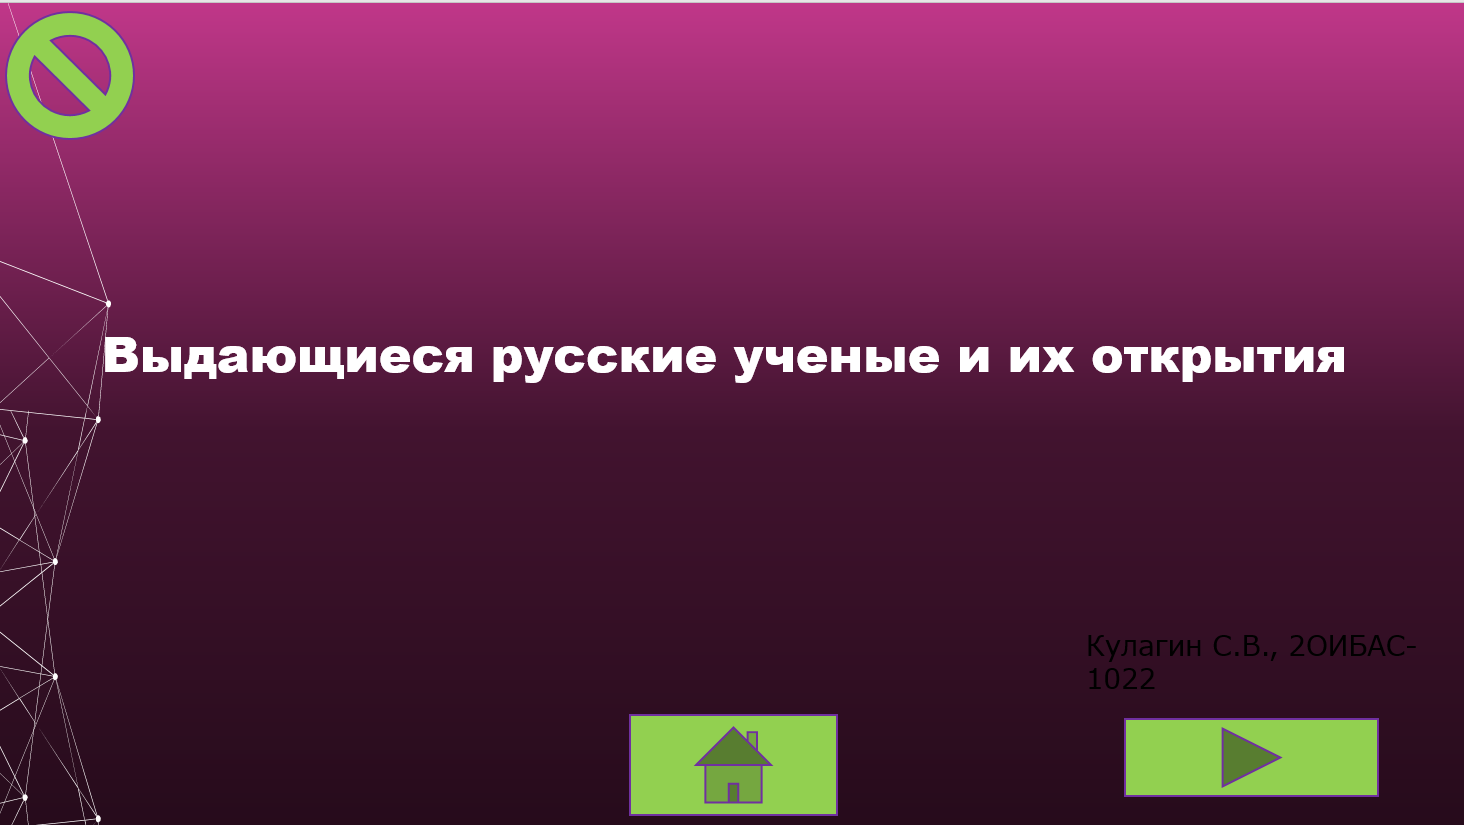 Выдающиеся русские ученые и их открытия
Кулагин С.В., 2ОИБАС-
1022